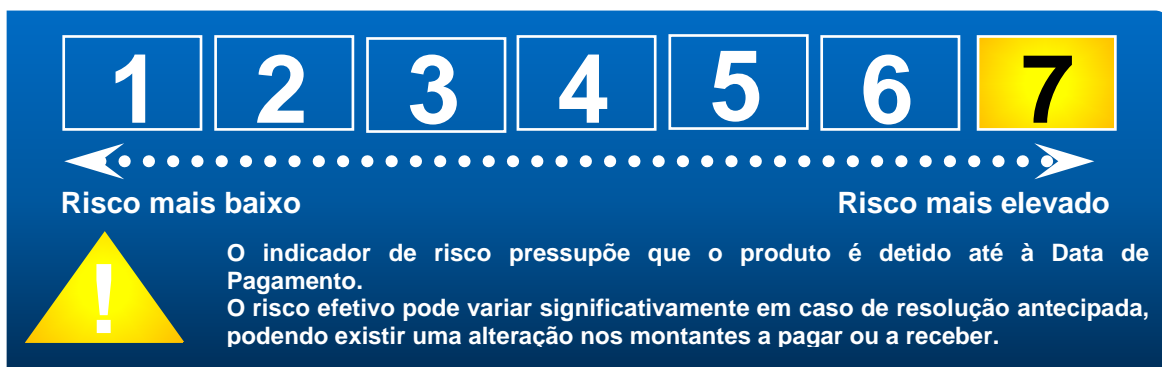 1 2 3 4 5 6 7
Risco mais baixo Risco mais elevado
!
O indicador de risco pressupõe que o produto é detido até à Data de
Pagamento.
O risco efetivo pode variar significativamente em caso de resolução antecipada,
podendo existir uma alteração nos montantes a pagar ou a receber.